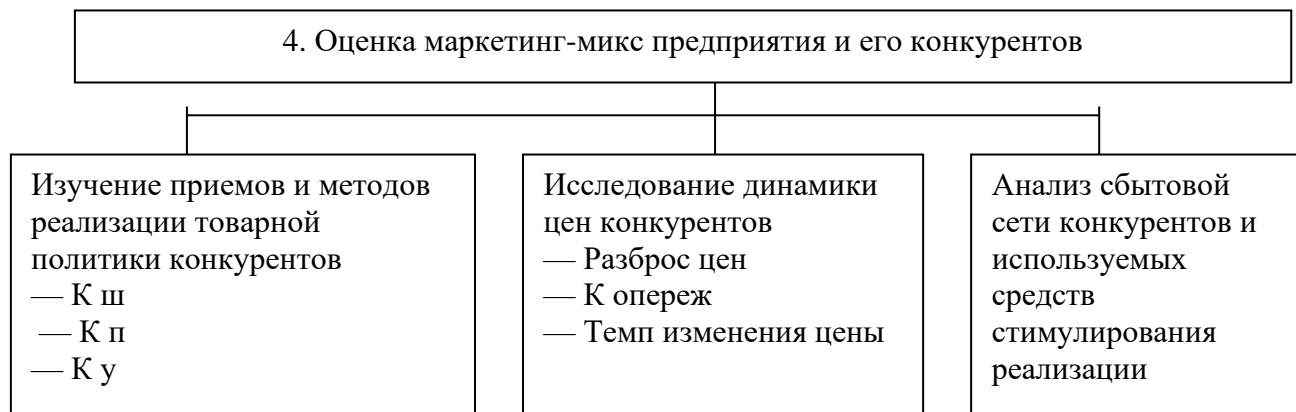 4. Оценка маркетинг-микс предприятия и его конкурентов
Изучение приемов и методов
реализации товарной
политики конкурентов
— К ш
— К п
— К у
Исследование динамики
цен конкурентов
— Разброс цен
— К опереж
— Темп изменения цены
Анализ сбытовой
сети конкурентов и
используемых
средств
стимулирования
реализации